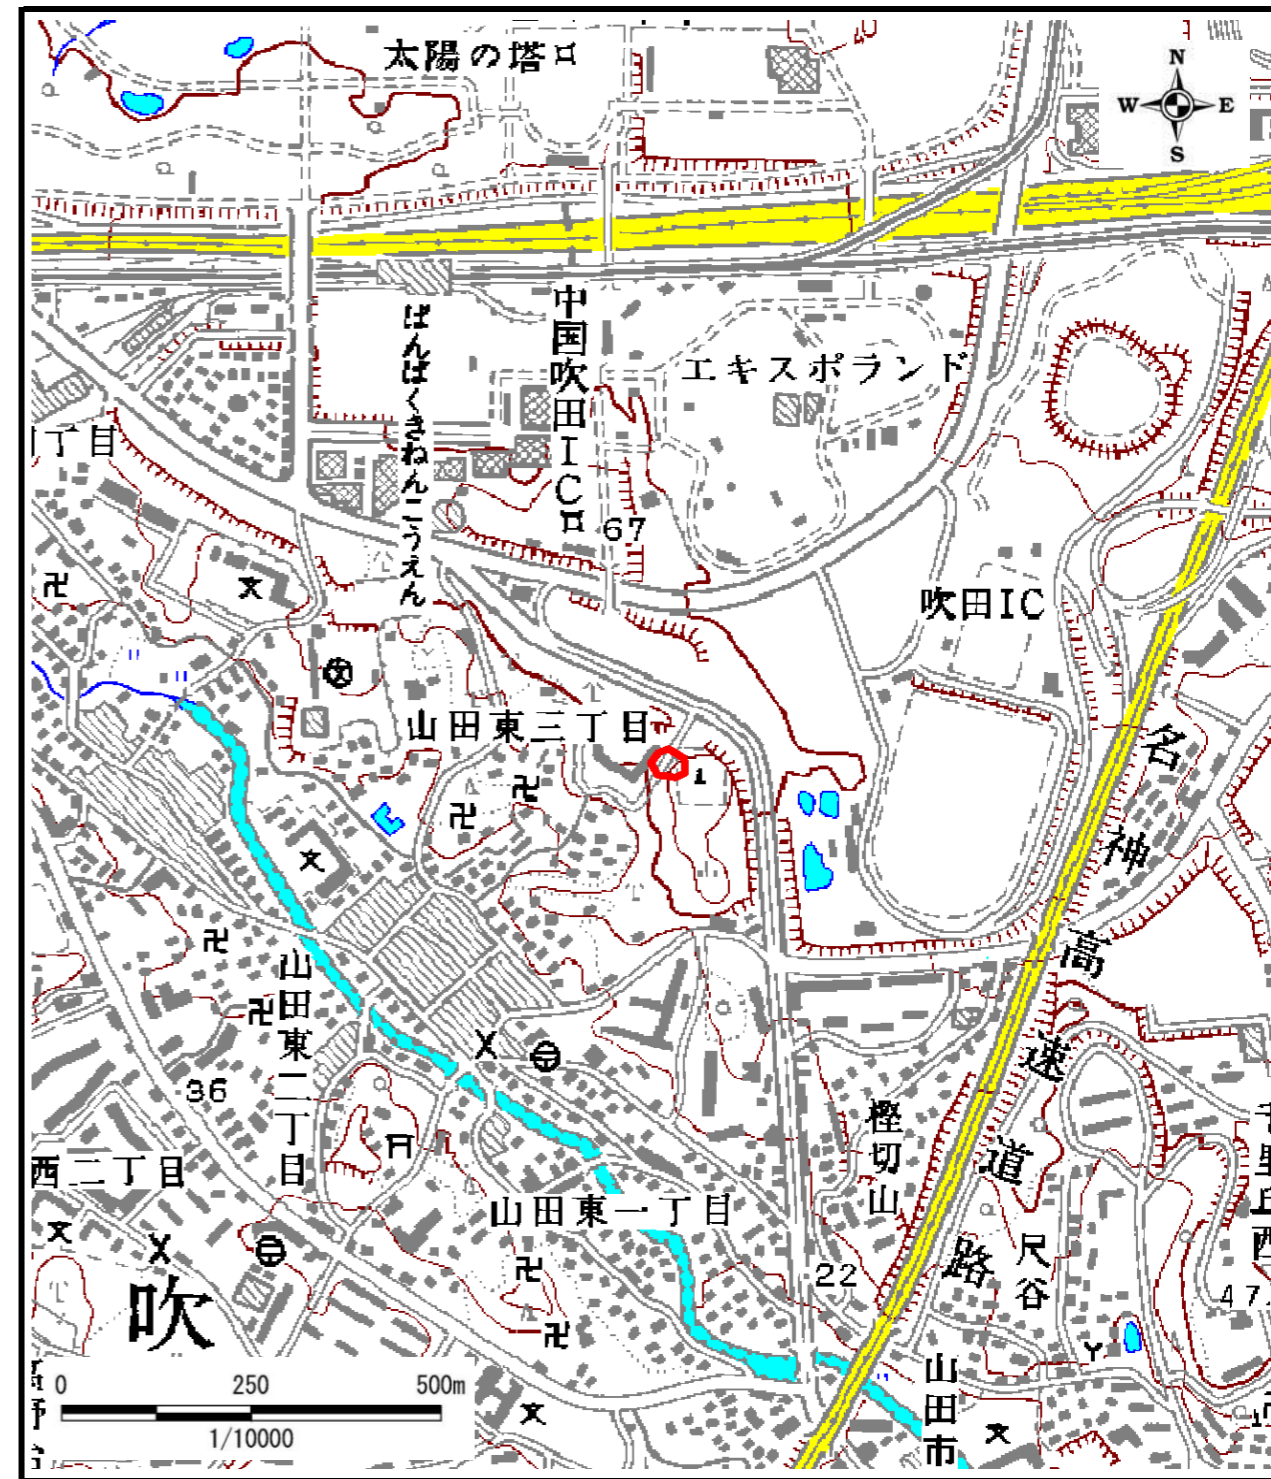 太陽の塔
N
W E
S
中国吹田IC
ばんぱくきねんこうえん
エキスポランド
丁目
67
吹田IC
山田東三丁目
名神高速道路
山田東二丁目
36
樫切山
西二丁目
山田東一丁目
尺谷
22
47
吹
山田市
0 250 500m
1/10000